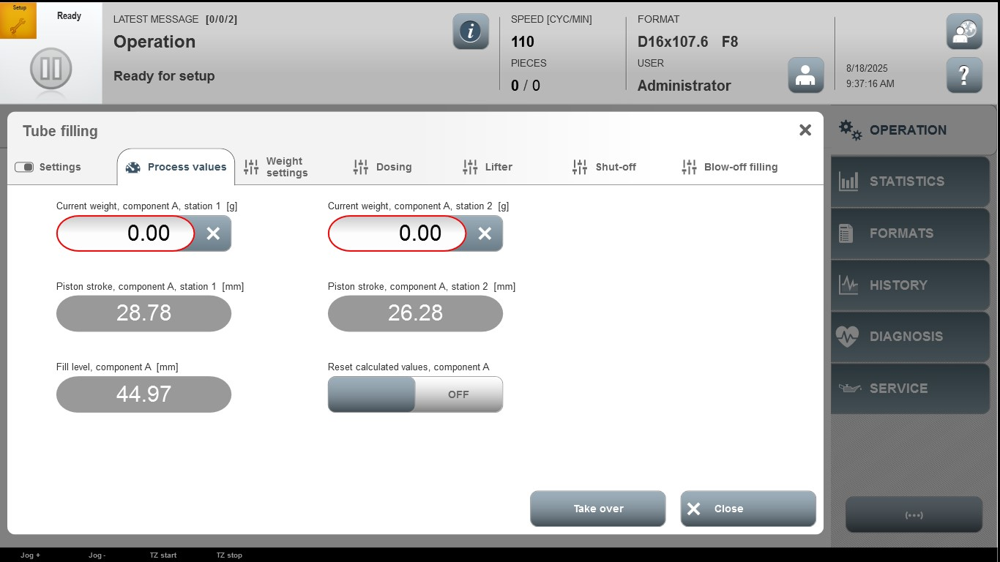 Setup
Ready
LATEST MESSAGE [0/0/2]
Operation
Ready for setup
SPEED [CYC/MIN]
110
PIECES
0 / 0
FORMAT
D16x107.6 F8
USER
Administrator
8/18/2025
9:37:16 AM
Tube filling
Settings
Process values
Weight
settings
Dosing
Lifter
Shut-off
Blow-off filling
Current weight, component A, station 1 [g]
0.00
Current weight, component A, station 2 [g]
0.00
Piston stroke, component A, station 1 [mm]
28.78
Piston stroke, component A, station 2 [mm]
26.28
Fill level, component A [mm]
44.97
Reset calculated values, component A
OFF
Take over
Close
OPERATION
STATISTICS
FORMATS
HISTORY
DIAGNOSIS
SERVICE
(•••)
Jog +
Jog -
TZ start
TZ stop